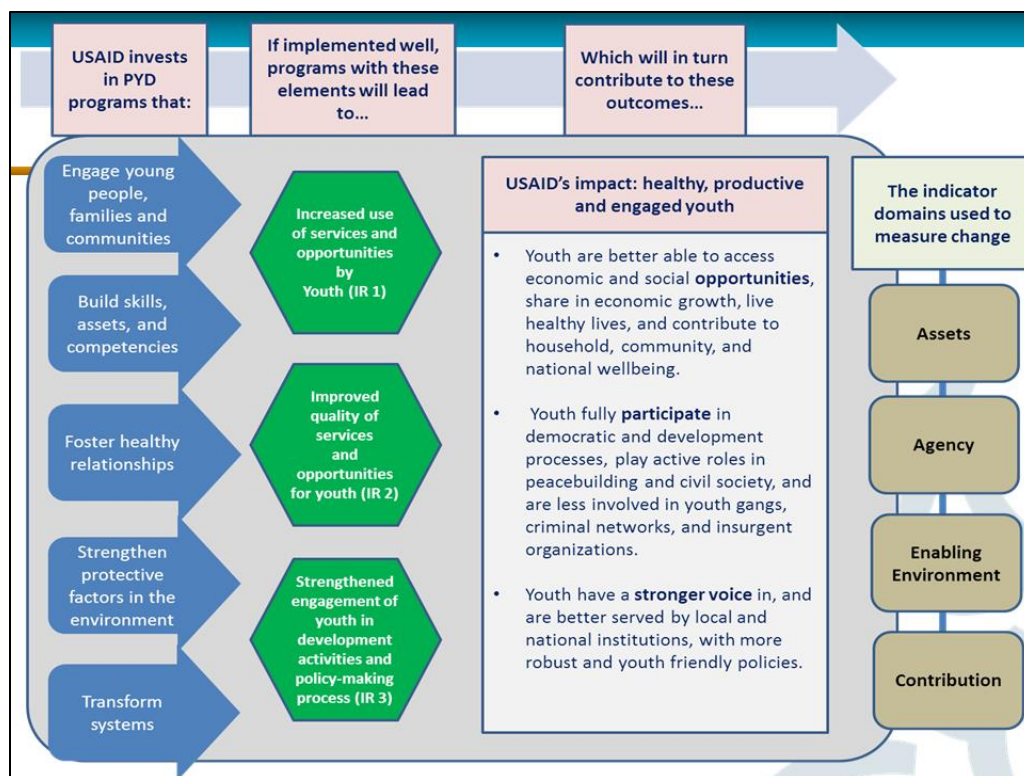 USAID invests
in PYD
programs that:
If implemented well,
programs with these
elements will lead
to...
Which will in turn
contribute to these
outcomes...
Engage young
people,
families and
communities
Build skills,
assets, and
competencies
Foster healthy
relationships
Strengthen
protective
factors in the
environment
Transform
systems
Increased use
of services and
opportunities
by
Youth (IR 1)
Improved
quality of
services
and
opportunities
for youth (IR 2)
Strengthened
engagement of
youth in
development
activities and
policy-making
process (IR 3)
USAID's impact: healthy, productive
and engaged youth
• Youth are better able to access
economic and social opportunities,
share in economic growth, live
healthy lives, and contribute to
household, community, and
national wellbeing.
• Youth fully participate in
democratic and development
processes, play active roles in
peacebuilding and civil society, and
are less involved in youth gangs,
criminal networks, and insurgent
organizations.
• Youth have a stronger voice in, and
are better served by local and
national institutions, with more
robust and youth friendly policies.
The indicator
domains used to
measure change
Assets
Agency
Enabling
Environment
Contribution